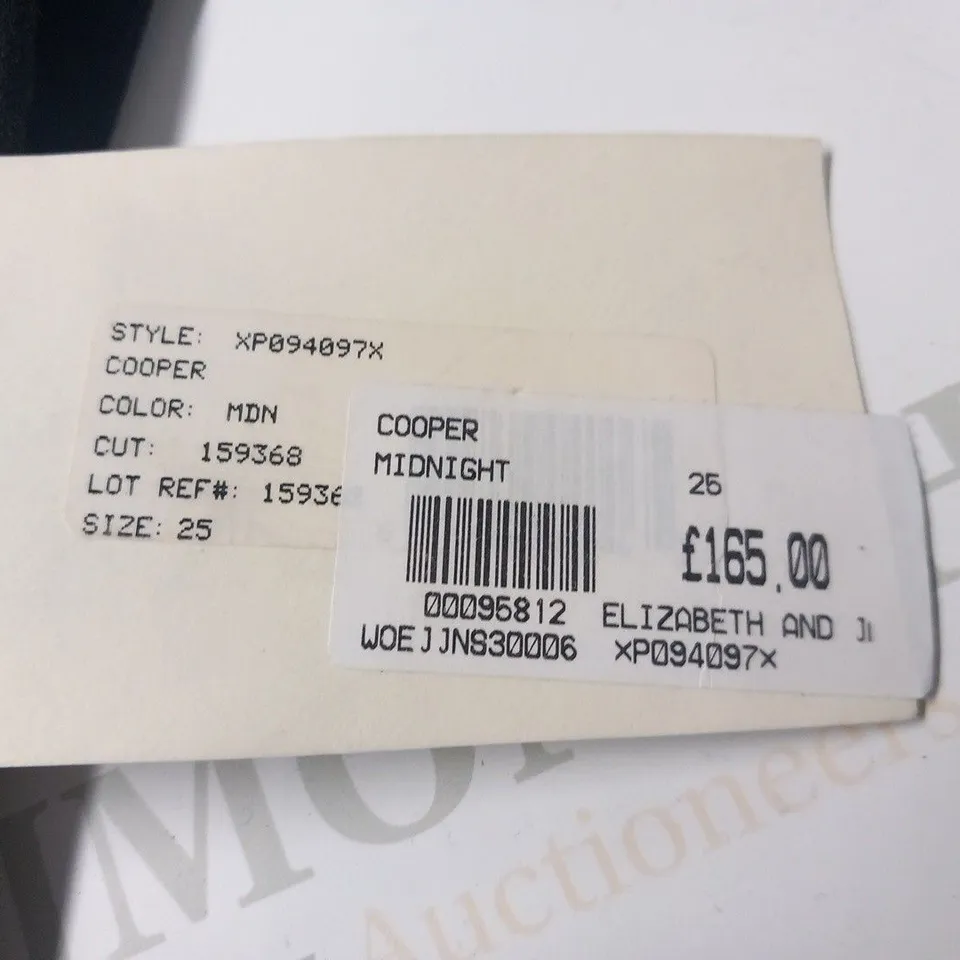 STYLE: XP094097X
COOPER
COLOR: MDN
CUT: 159368
LOT REF#: 15936
SIZE: 25
COOPER
MIDNIGHT
25
£165.00
00095812
ELIZABETH AND
WOEJJNS30006 XP094097X
Auctioneers